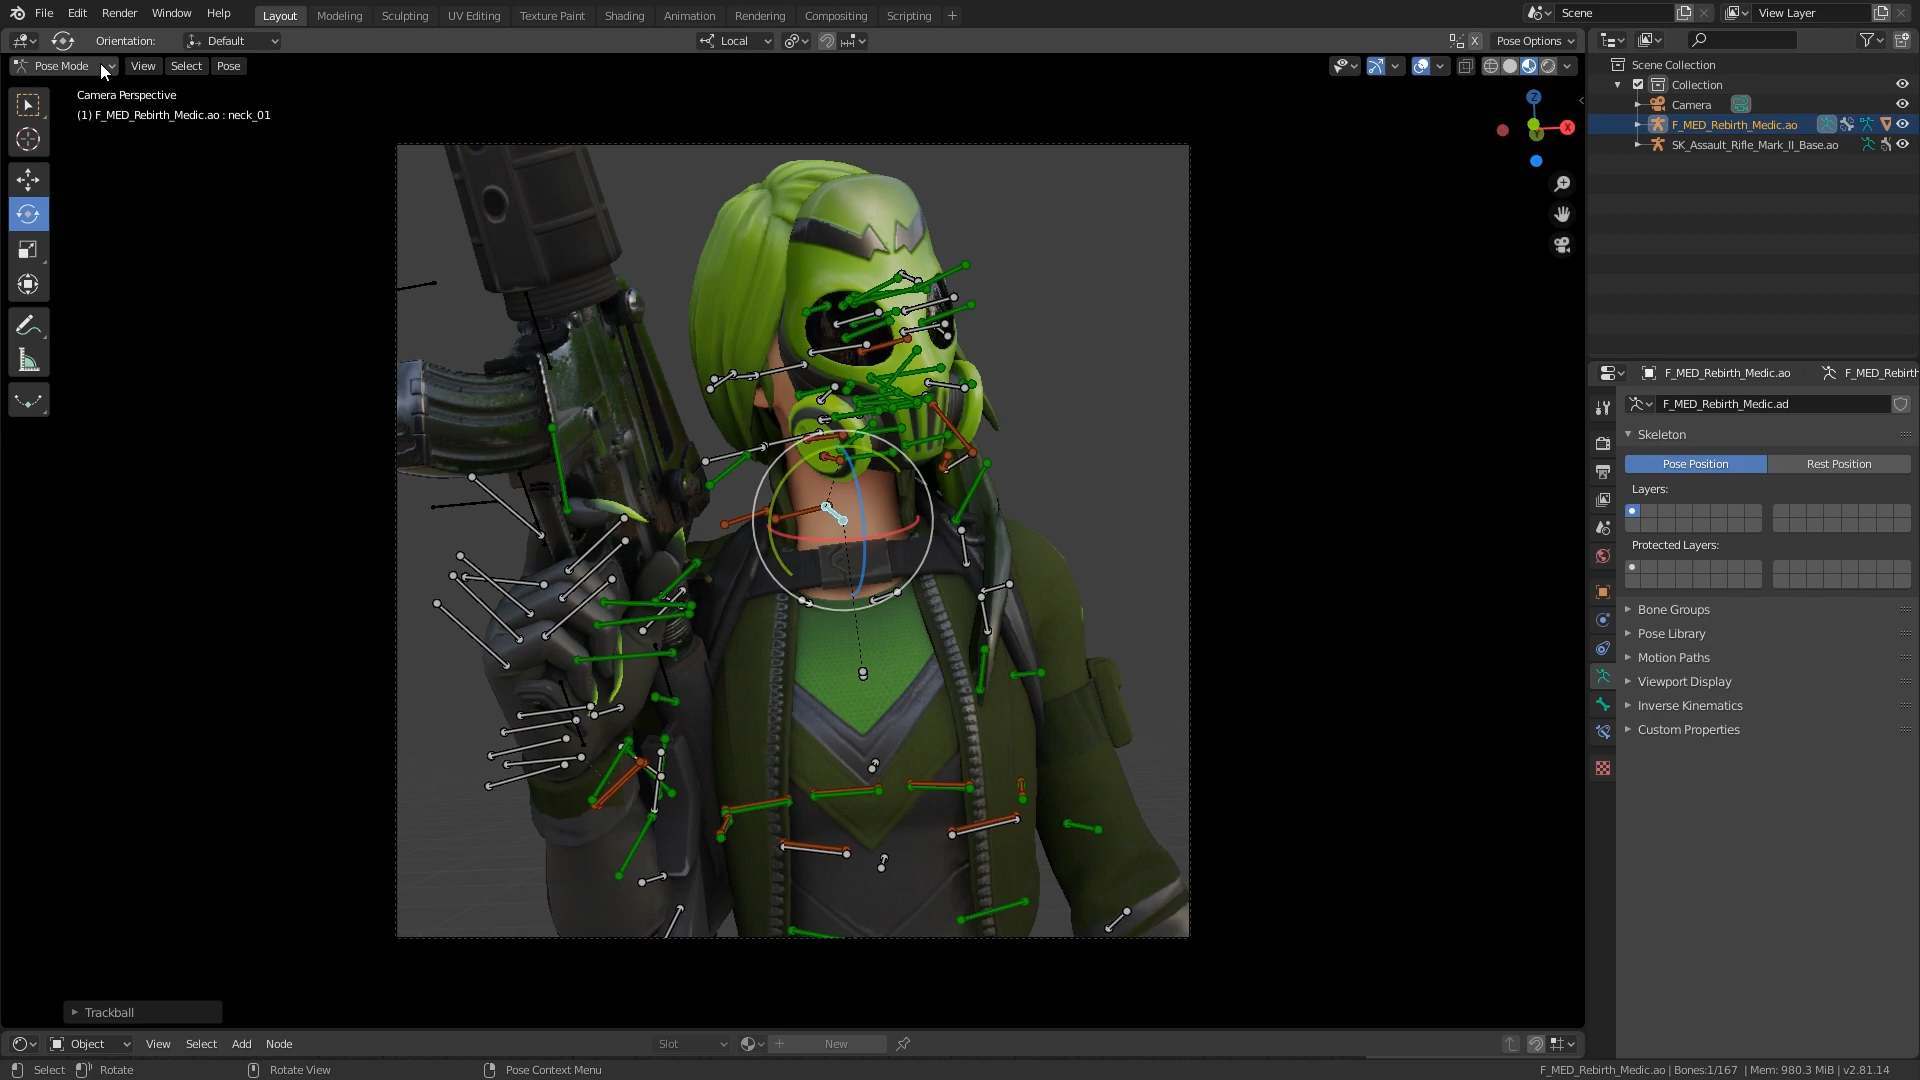 File Edit Render Window Help Layout Modeling Sculpting UV Editing Texture Paint Shading Animation Rendering Compositing Scripting + Scene View Layer
Orientation: Default Local X Pose Options
Pose Mode View Select Pose
Camera Perspective
(1) F_MED_Rebirth_Medic.ao : neck_01
Z
X
Y
Scene Collection
Collection
Camera
F_MED_Rebirth_Medic.ao
SK_Assault_Rifle_Mark_II_Base.ao
F_MED_Rebirth_Medic.ao F_MED_Rebirth
F_MED_Rebirth_Medic.ad
Skeleton
Pose Position Rest Position
Layers:
Protected Layers:
Bone Groups
Pose Library
Motion Paths
Viewport Display
Inverse Kinematics
Custom Properties
Trackball
Object View Select Add Node Slot + New
Select Rotate Rotate View Pose Context Menu F_MED_Rebirth_Medic.ao | Bones:1/167 | Mem: 980.3 MiB | v2.81.14